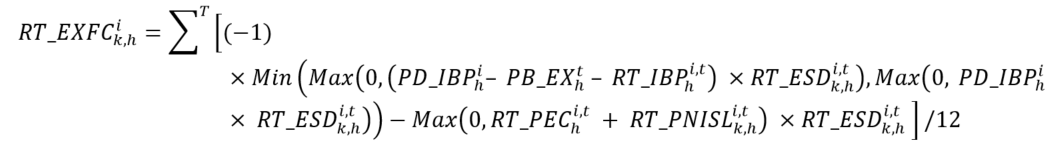 RT_EXFC^i_{k,h} = ∑^T [(−1)
× Min (Max(0, (PD_IBP^i_h – PB_EX^t_h – RT_IBP^{i,t}_h) × RT_ESD^{i,t}_{k,h}), Max(0, PD_IBP^i_h
× RT_ESD^{i,t}_{k,h})) − Max(0, RT_PEC^{i,t}_h + RT_PNISL^{i,t}_{k,h}) × RT_ESD^{i,t}_{k,h} ] /12